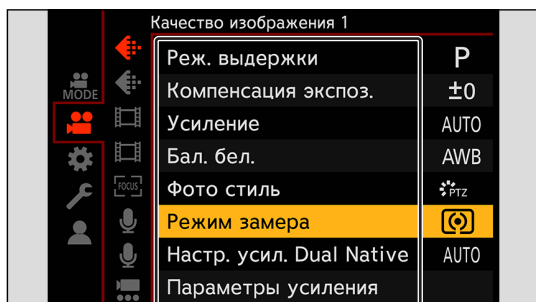 Качество изображения 1
Реж. выдержки P
MODE
Компенсация экспоз. ±0
Усиление AUTO
Бал. бел. AWB
FOCUS
Фото стиль PTZ
Режим замера
Настр. усил. Dual Native AUTO
Параметры усиления